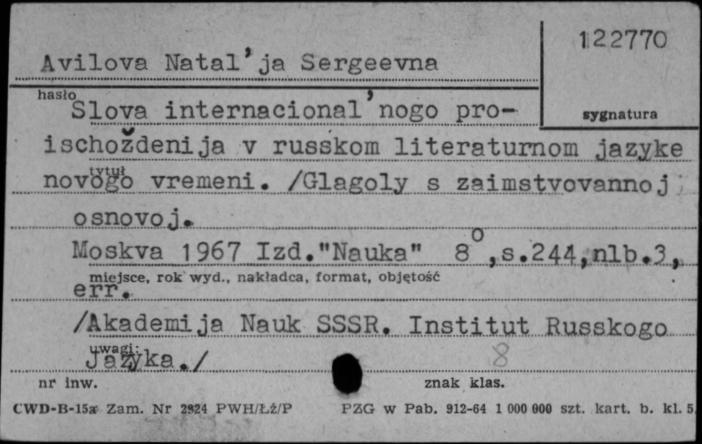 122770
Avilova Natal'ja Sergeevna
hasło
Slova internacional'nogo pro-
sygnatura
ischoždenija v russkom literaturnom jazyke
tytuł
novogo vremeni. /Glagoly s zaimstvovannoj
osnovoj.
Moskva 1967 Izd."Nauka" 8°,s.244,nlb.3,
miejsce, rok wyd., nakładca, format, objętość
err.
/Akademija Nauk SSSR. Institut Russkogo
uwagi:
Jazyka./
8
nr inw. znak klas.
CWD-B-15a Zam. Nr 2924 PWH/Łź/P PZG w Pab. 912-64 1 000 000 szt. kart. b. kl. 5